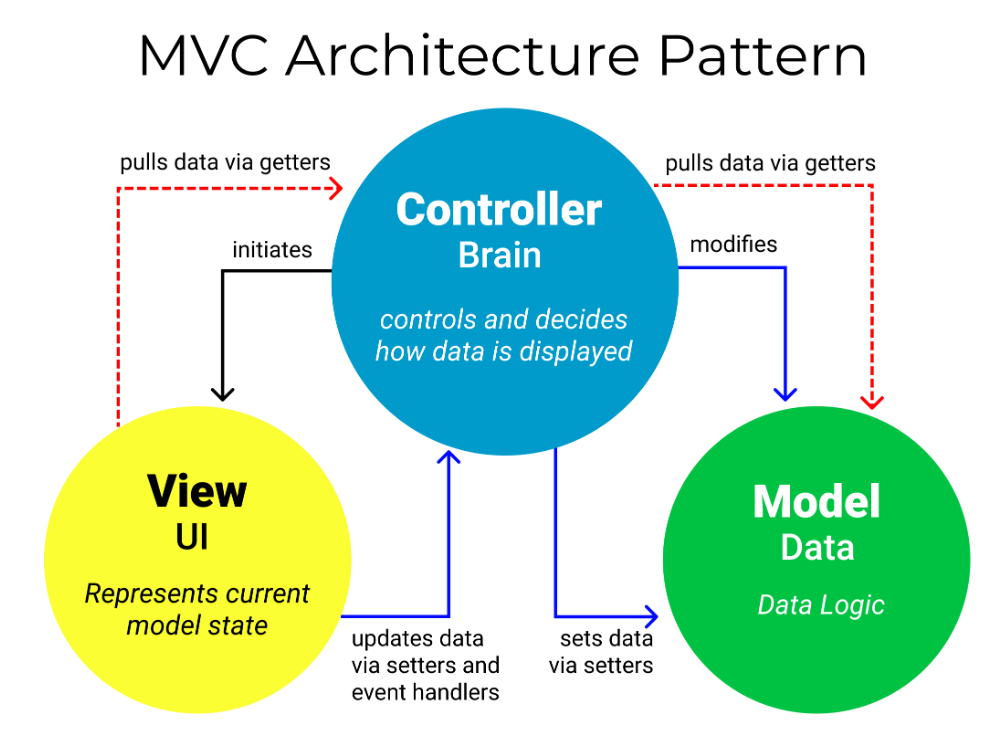 MVC Architecture Pattern
pulls data via getters
pulls data via getters
Controller
Brain
initiates
modifies
controls and decides
how data is displayed
View
UI
Represents current
model state
Model
Data
Data Logic
updates data
via setters and
event handlers
sets data
via setters